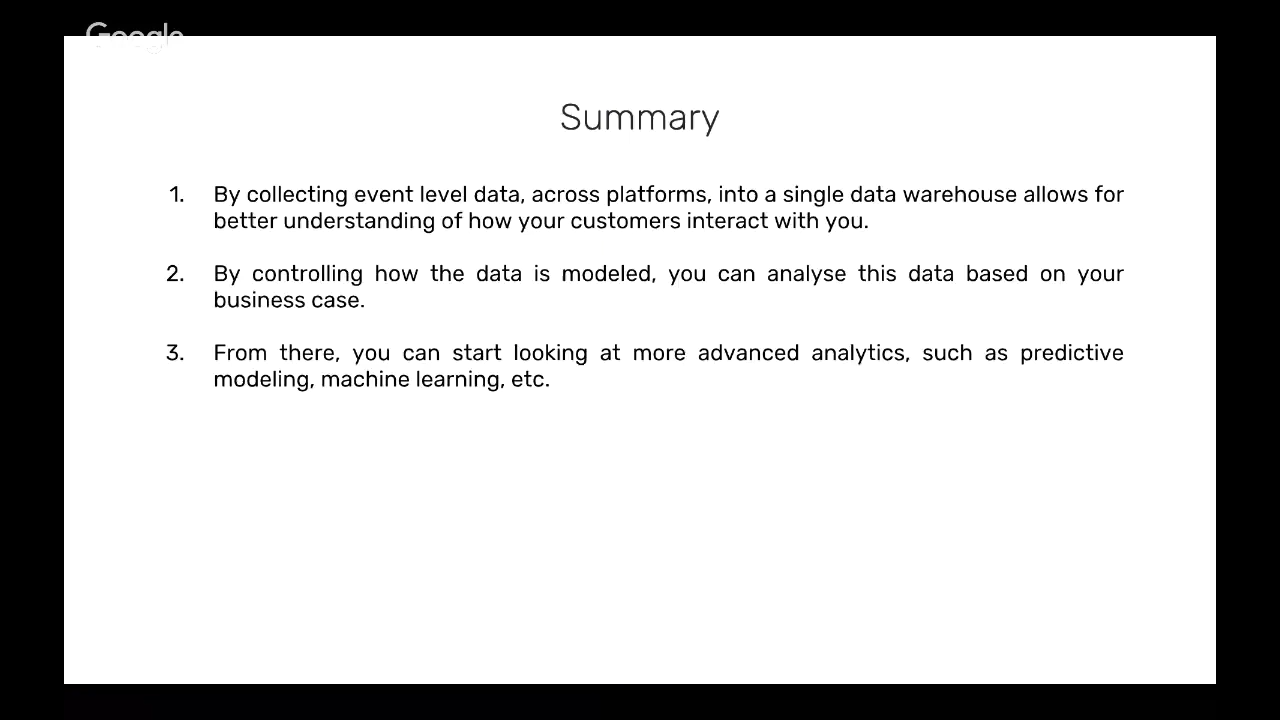 Google
Summary
1. By collecting event level data, across platforms, into a single data warehouse allows for
better understanding of how your customers interact with you.
2. By controlling how the data is modeled, you can analyse this data based on your
business case.
3. From there, you can start looking at more advanced analytics, such as predictive
modeling, machine learning, etc.